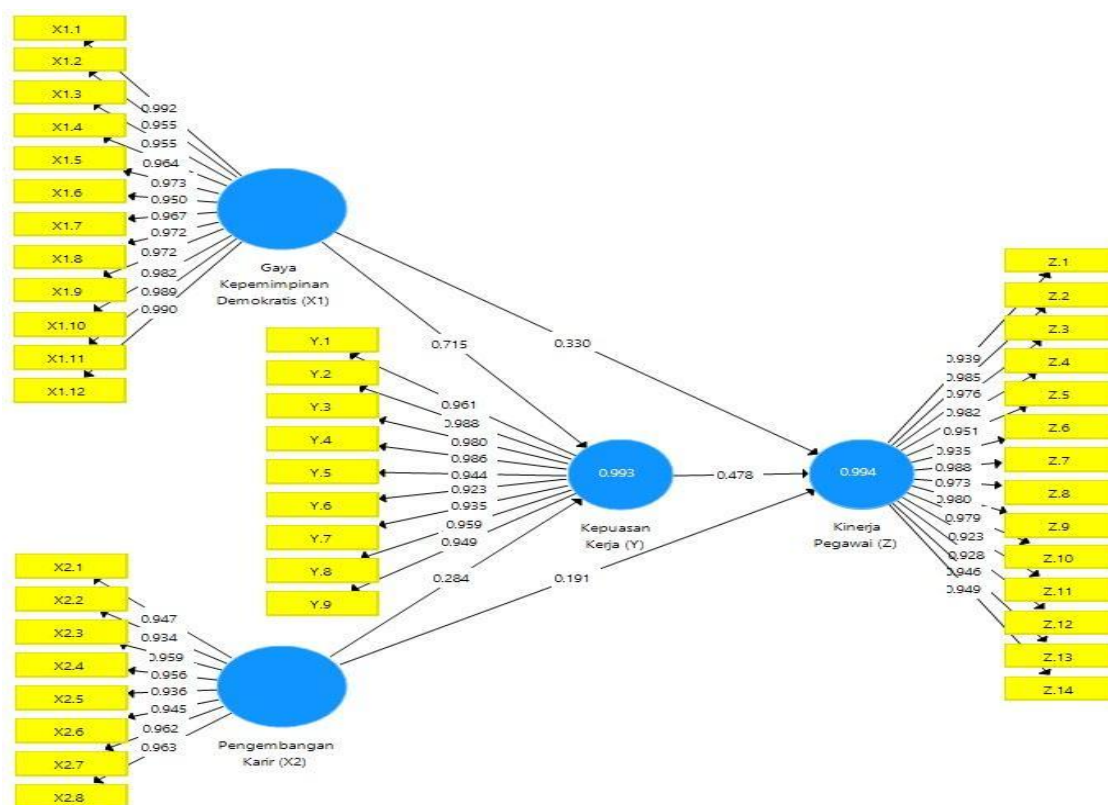 X1.1
X1.2
X1.3
X1.4
X1.5
X1.6
X1.7
X1.8
X1.9
X1.10
X1.11
X1.12
0.992
0.955
0.955
0.964
0.973
0.950
0.967
0.972
0.972
0.982
0.989
0.990
Gaya
Kepemimpinan
Demokratis (X1)
0.715
0.330
Y.1
Y.2
Y.3
Y.4
Y.5
Y.6
Y.7
Y.8
Y.9
0.961
0.988
0.980
0.986
0.944
0.923
0.935
0.959
0.949
0.993
Kepuasan
Kerja (Y)
0.478
0.284
0.191
0.994
Kinerja
Pegawai (Z)
0.939
0.985
0.976
0.982
0.951
0.935
0.988
0.973
0.980
0.979
0.923
0.928
0.946
0.949
Z.1
Z.2
Z.3
Z.4
Z.5
Z.6
Z.7
Z.8
Z.9
Z.10
Z.11
Z.12
Z.13
Z.14
X2.1
X2.2
X2.3
X2.4
X2.5
X2.6
X2.7
X2.8
0.947
0.934
0.959
0.956
0.936
0.945
0.962
0.963
Pengembangan
Karir (X2)